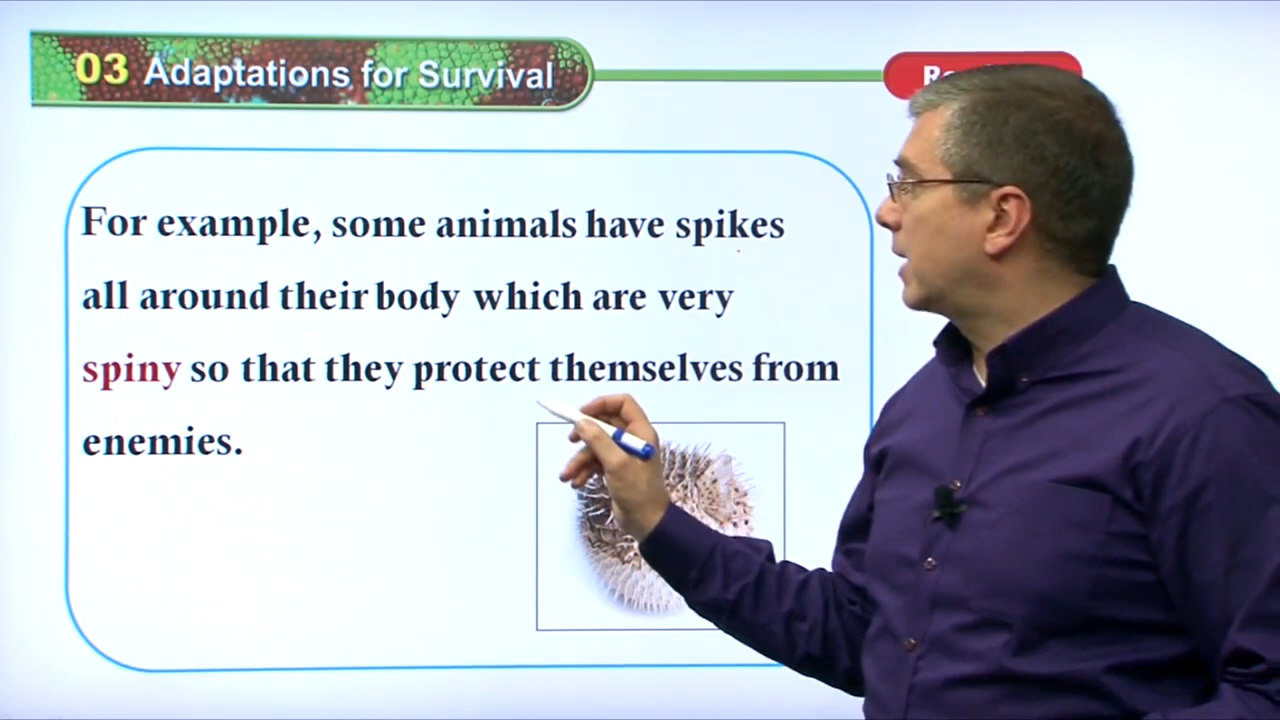 03 Adaptations for Survival
For example, some animals have spikes
all around their body which are very
spiny so that they protect themselves from
enemies.